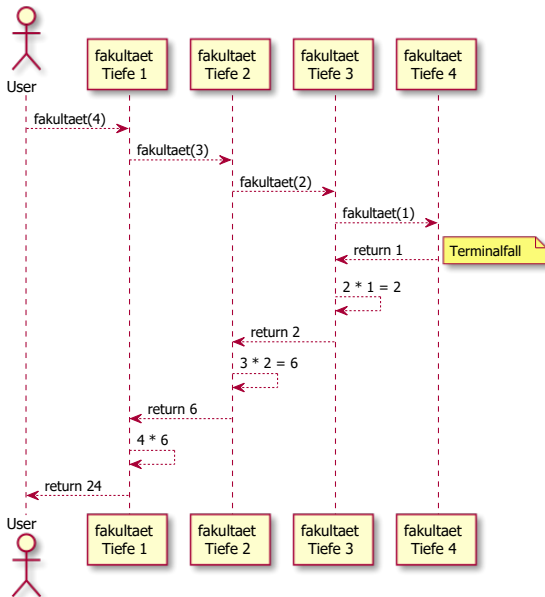 User
fakultaet
Tiefe 1
fakultaet
Tiefe 2
fakultaet
Tiefe 3
fakultaet
Tiefe 4
fakultaet(4)
fakultaet(3)
fakultaet(2)
fakultaet(1)
return 1
Terminalfall
2 * 1 = 2
return 2
3 * 2 = 6
return 6
4 * 6
return 24
User
fakultaet
Tiefe 1
fakultaet
Tiefe 2
fakultaet
Tiefe 3
fakultaet
Tiefe 4